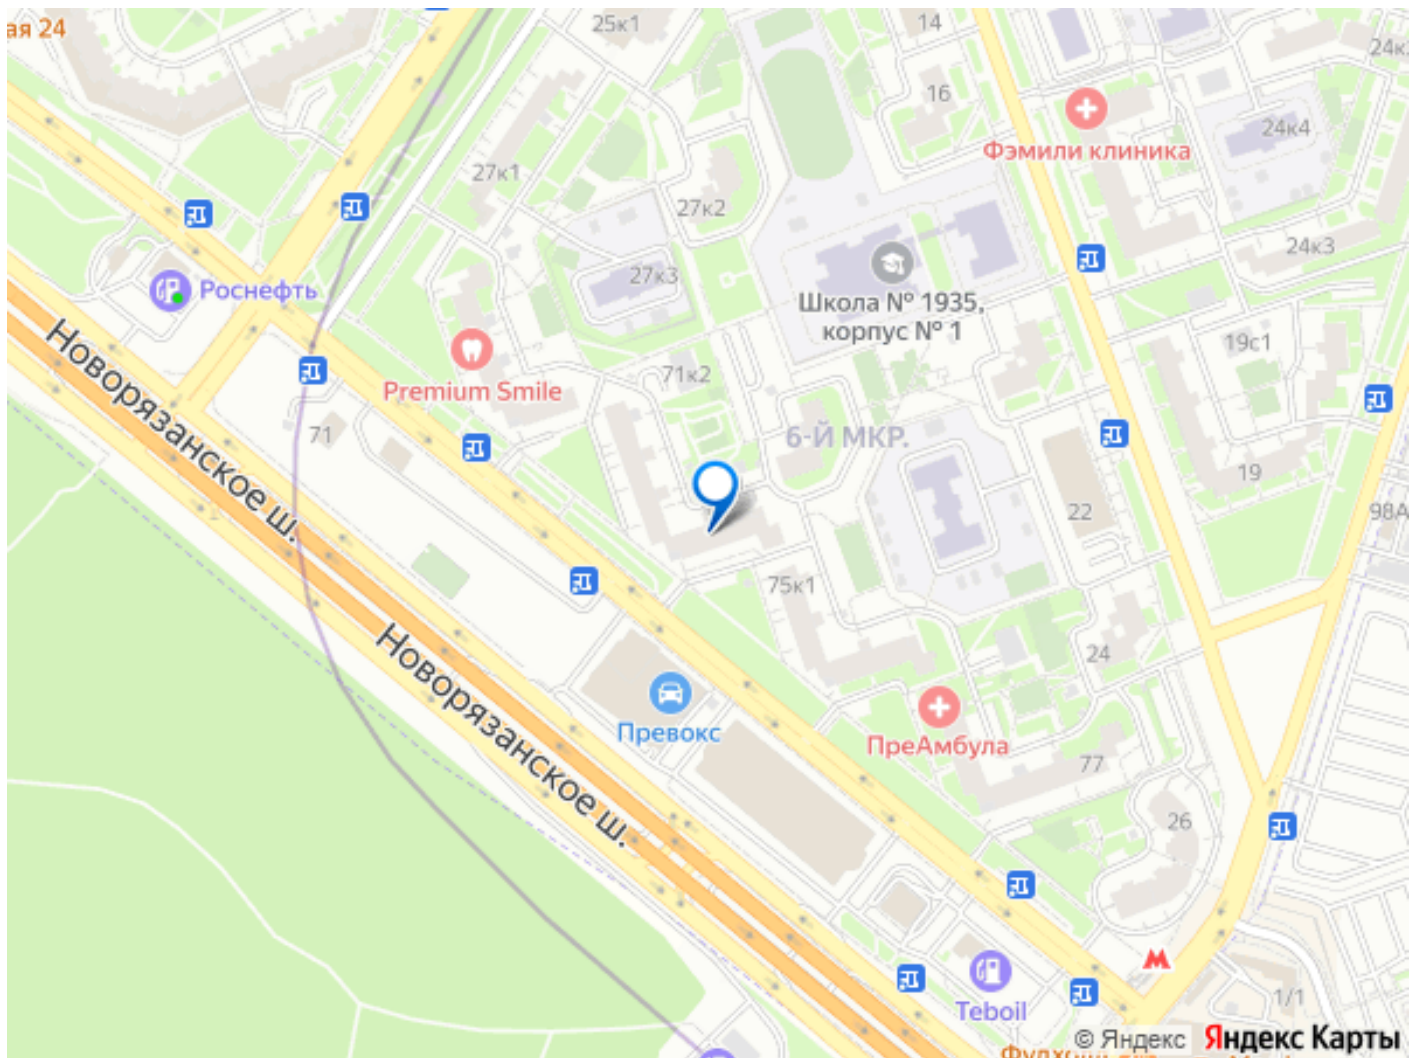 ая 24
25к1
14
24к
16
Фэмили клиника
24к4
27к1
27к2
24к3
27к3
Роснефть
Школа № 1935,
корпус № 1
19с1
Premium Smile
71к2
Новорязанское ш.
71
6-Й МКР.
19
22
98А
75к1
24
Новорязанское ш.
Превокс
ПреАмбула
77
26
Teboil
1/1
© Яндекс Яндекс Карты